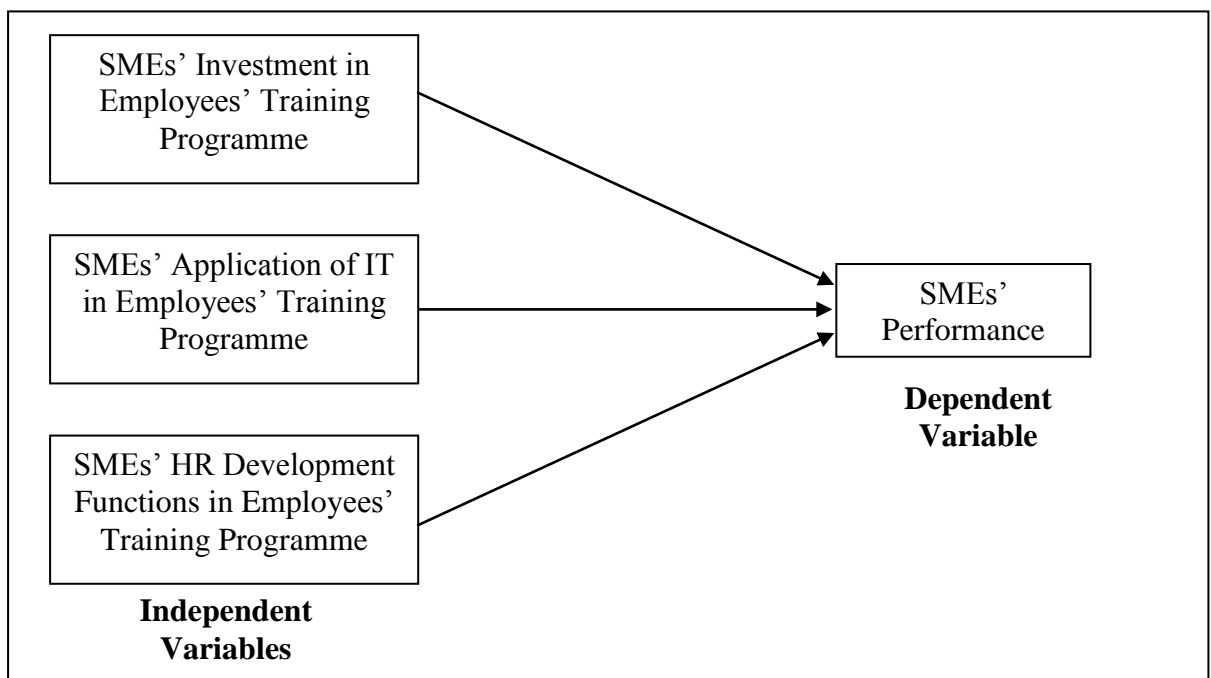 SMEs’ Investment in
Employees’ Training
Programme
SMEs’ Application of IT
in Employees’ Training
Programme
SMEs’ HR Development
Functions in Employees’
Training Programme
Independent
Variables
SMEs’
Performance
Dependent
Variable